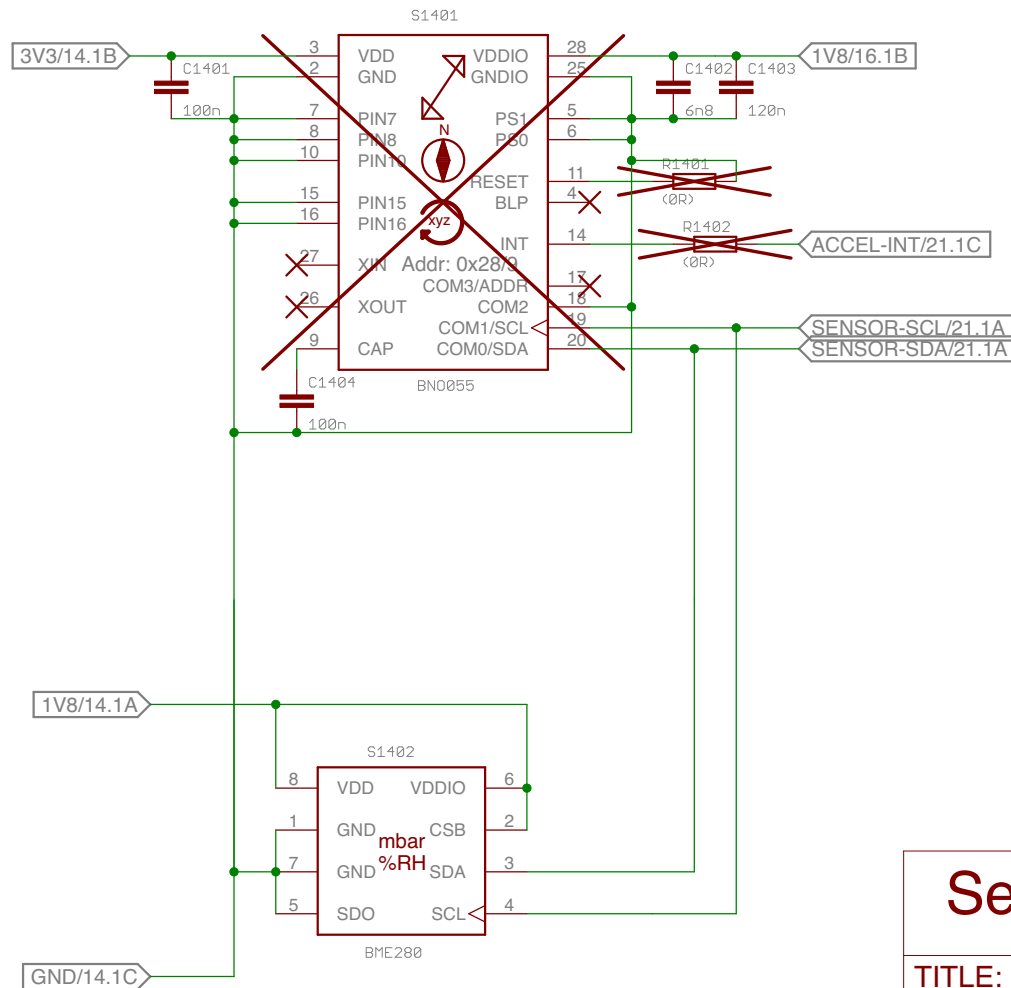 S1401
3V3/14.1B
3
VDD
VDDIO
28
1V8/16.1B
2
GND
GNDIO
25
C1401
100n
C1402
6n8
C1403
120n
7
PIN7
PS1
5
8
PIN8
PS0
6
N
10
PIN10
RESET
11
R1401
(0R)
15
PIN15
BLP
4
16
PIN16
xyz
INT
14
R1402
(0R)
ACCEL-INT/21.1C
27
XIN
Addr: 0x28/9
COM3/ADDR
17
26
XOUT
COM2
18
COM1/SCL
19
SENSOR-SCL/21.1A
9
CAP
COM0/SDA
20
SENSOR-SDA/21.1A
C1404
100n
BNO055
1V8/14.1A
S1402
8
VDD
VDDIO
6
1
GND
CSB
2
mbar
%RH
7
GND
SDA
3
5
SDO
SCL
4
BME280
GND/14.1C
Se
TITLE: